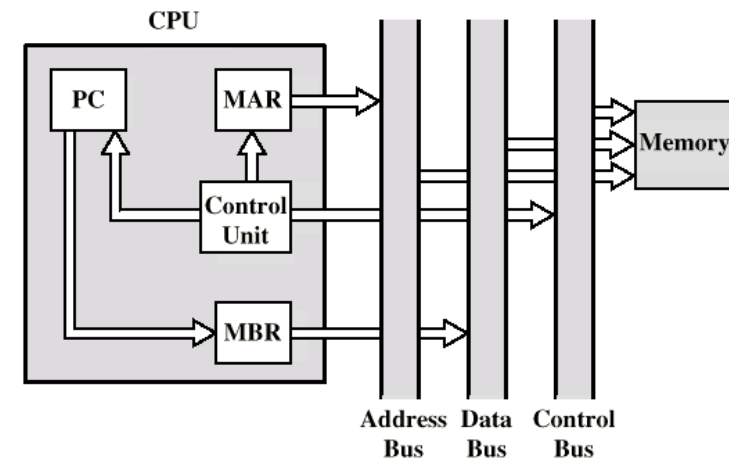 CPU
PC
MAR
Memory
Control
Unit
MBR
Address Data Control
Bus Bus Bus